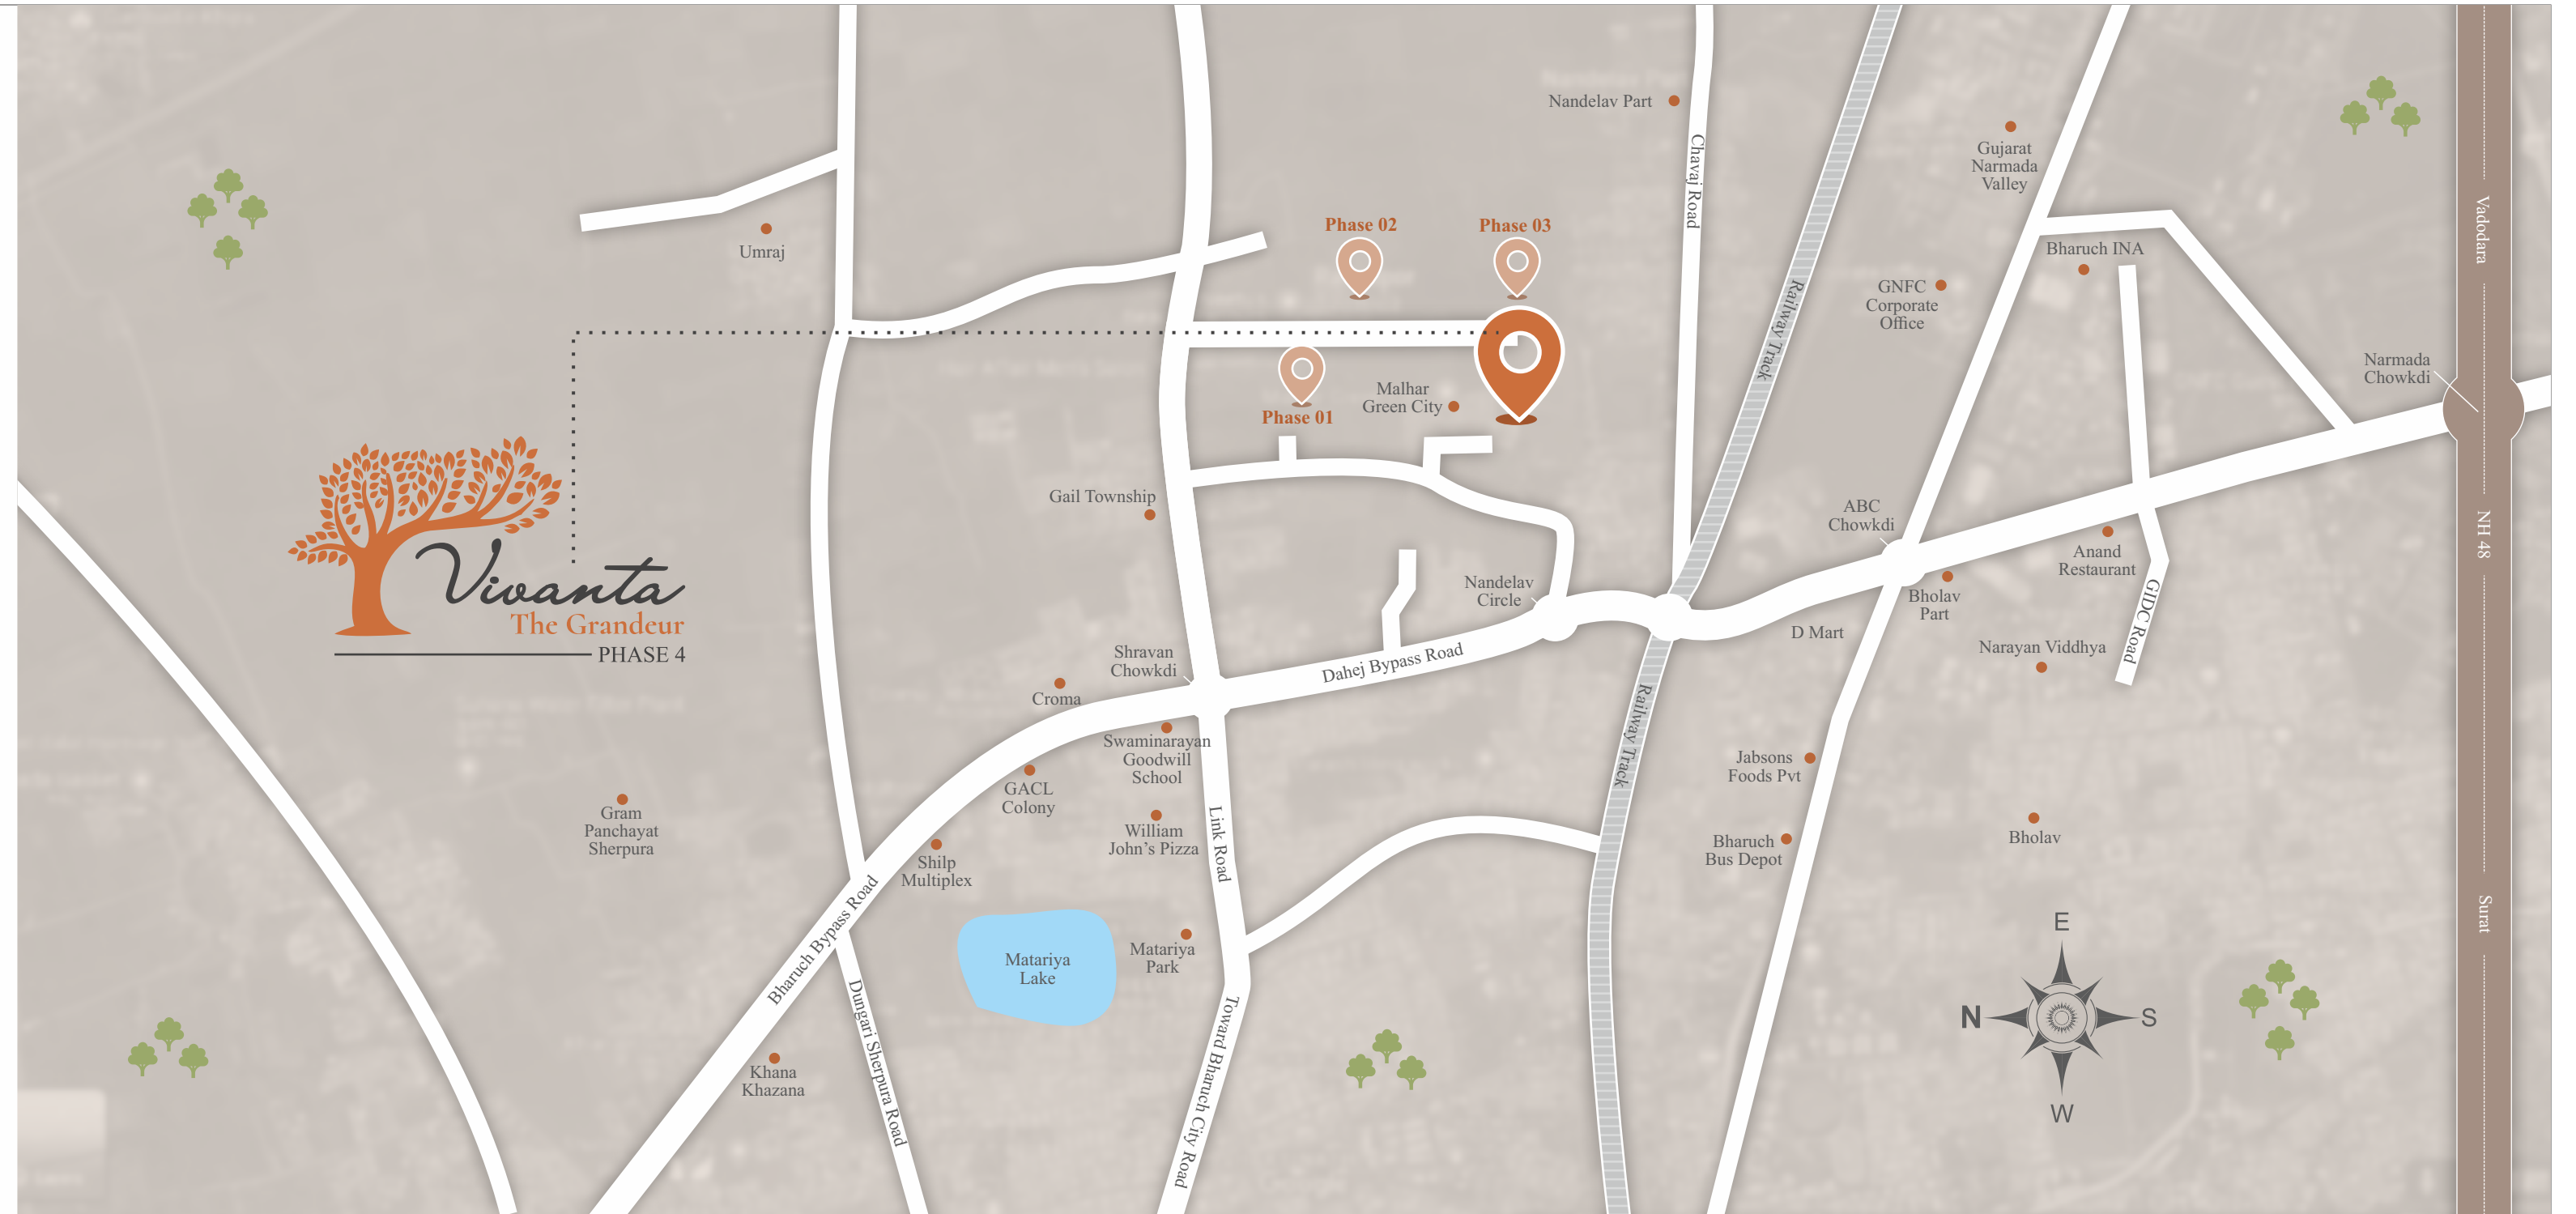 Nandelav Part
Chavaj Road
Gujarat
Narmada
Valley
Vadodara
Phase 02
Phase 03
Umraj
Bharuch INA
GNFC
Corporate
Office
Railway Track
Narmada
Chowkdi
Malhar
Green City
Phase 01
Gail Township
ABC
Chowkdi
NH 48
Anand
Restaurant
Vivanta
The Grandeur
PHASE 4
Nandelav
Circle
Bholav
Part
GIDC Road
D Mart
Narayan Viddhya
Shravan
Chowkdi
Dahej Bypass Road
Croma
Railway Track
Swaminarayan
Goodwill
School
Jabsons
Foods Pvt
GACL
Colony
Gram
Panchayat
Sherpura
William
John's Pizza
Link Road
Bharuch
Bus Depot
Bholav
Shilp
Multiplex
Surat
Bharuch Bypass Road
Matariya
Lake
Matariya
Park
E
N
S
W
Dungari Sherpura Road
Toward Bharuch City Road
Khana
Khazana